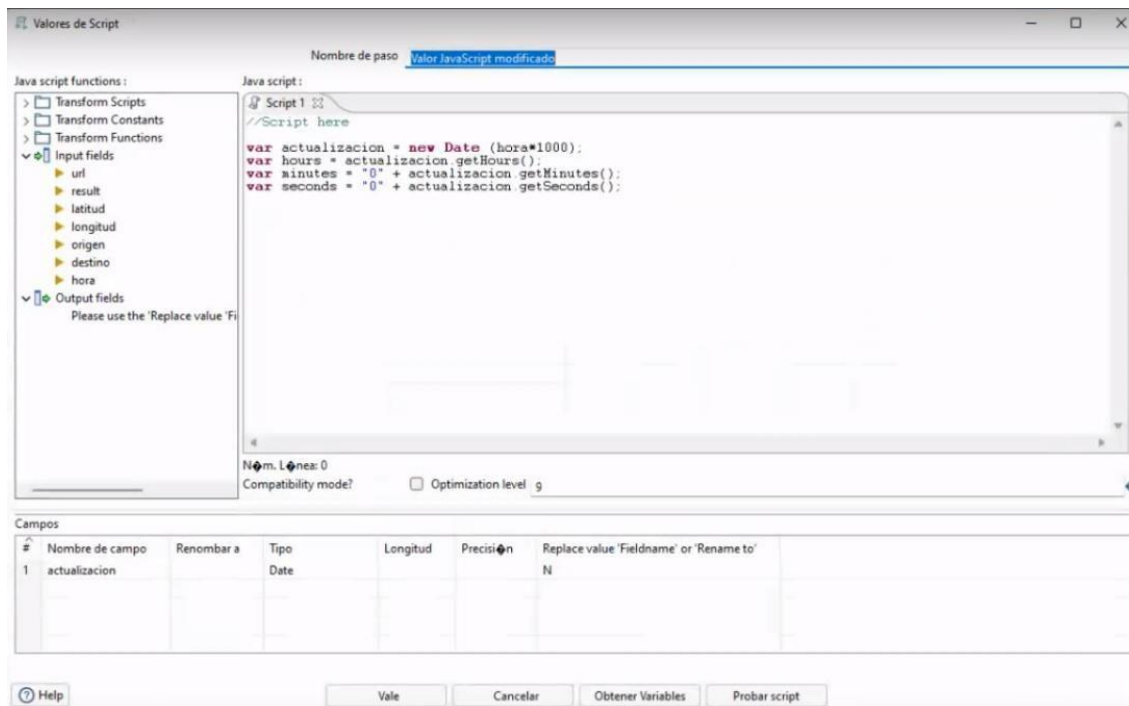 Valores de Script
Nombre de paso Valor JavaScript modificado
Java script functions :
Transform Scripts
Transform Constants
Transform Functions
Input fields
url
result
latitud
longitud
origen
destino
hora
Output fields
Please use the 'Replace value 'Fi
Java script :
Script 1
//Script here
var actualizacion = new Date (hora*1000);
var hours = actualizacion.getHours();
var minutes = "0" + actualizacion.getMinutes();
var seconds = "0" + actualizacion.getSeconds();
N�m. L�nea: 0
Compatibility mode? Optimization level 9
Campos
# Nombre de campo Renombar a Tipo Longitud Precisi�n Replace value 'Fieldname' or 'Rename to'
1 actualizacion Date N
Help Vale Cancelar Obtener Variables Probar script